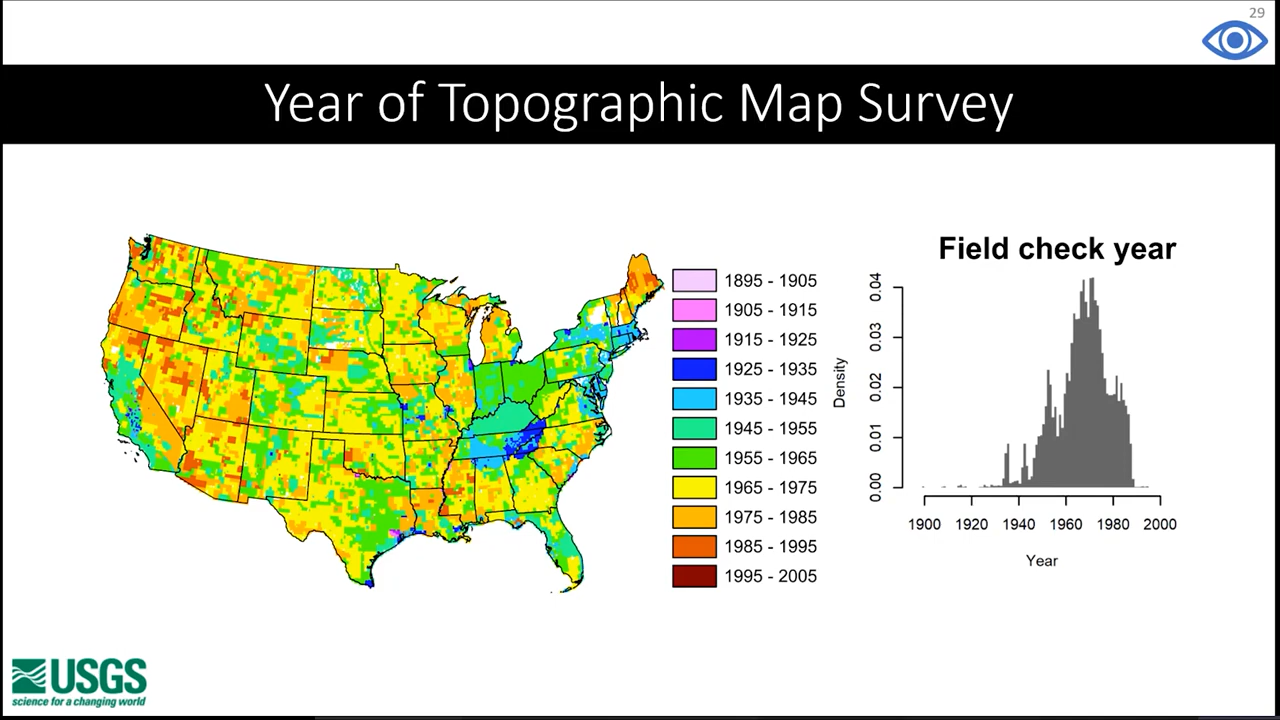 29
Year of Topographic Map Survey
1895 - 1905
1905 - 1915
1915 - 1925
1925 - 1935
1935 - 1945
1945 - 1955
1955 - 1965
1965 - 1975
1975 - 1985
1985 - 1995
1995 - 2005
Field check year
Density
0.04
0.03
0.02
0.01
0.00
1900 1920 1940 1960 1980 2000
Year
USGS
science for a changing world